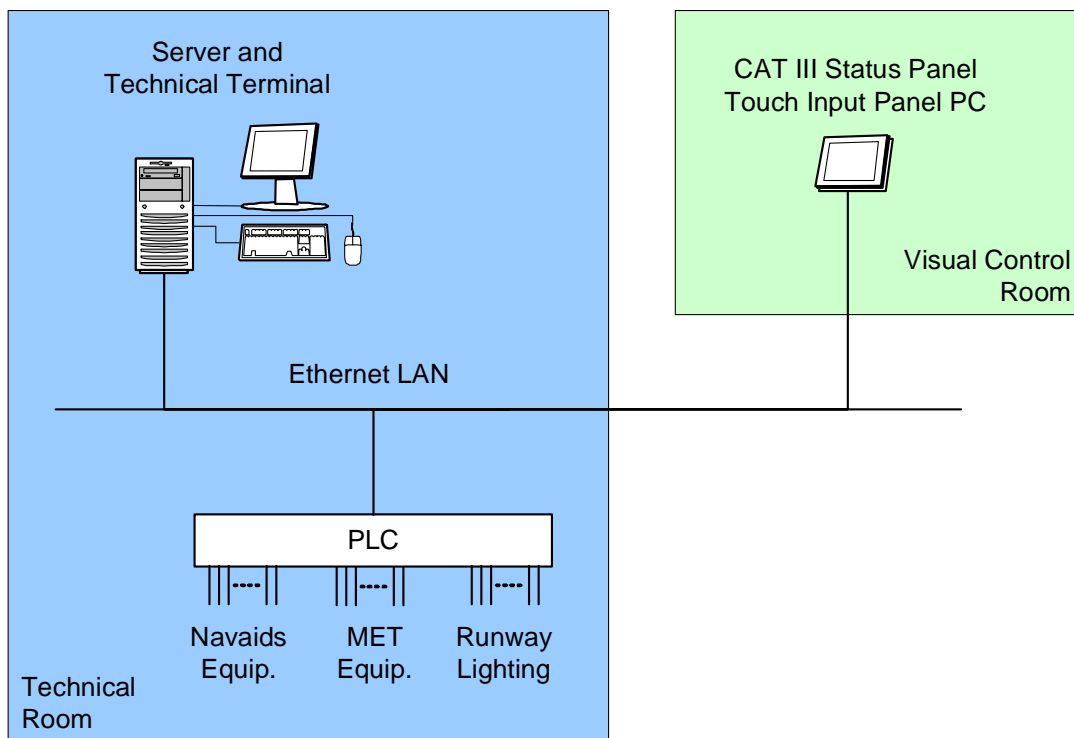 Server and
Technical Terminal
CAT III Status Panel
Touch Input Panel PC
Visual Control
Room
Ethernet LAN
PLC
Navaids
Equip.
MET
Equip.
Runway
Lighting
Technical
Room